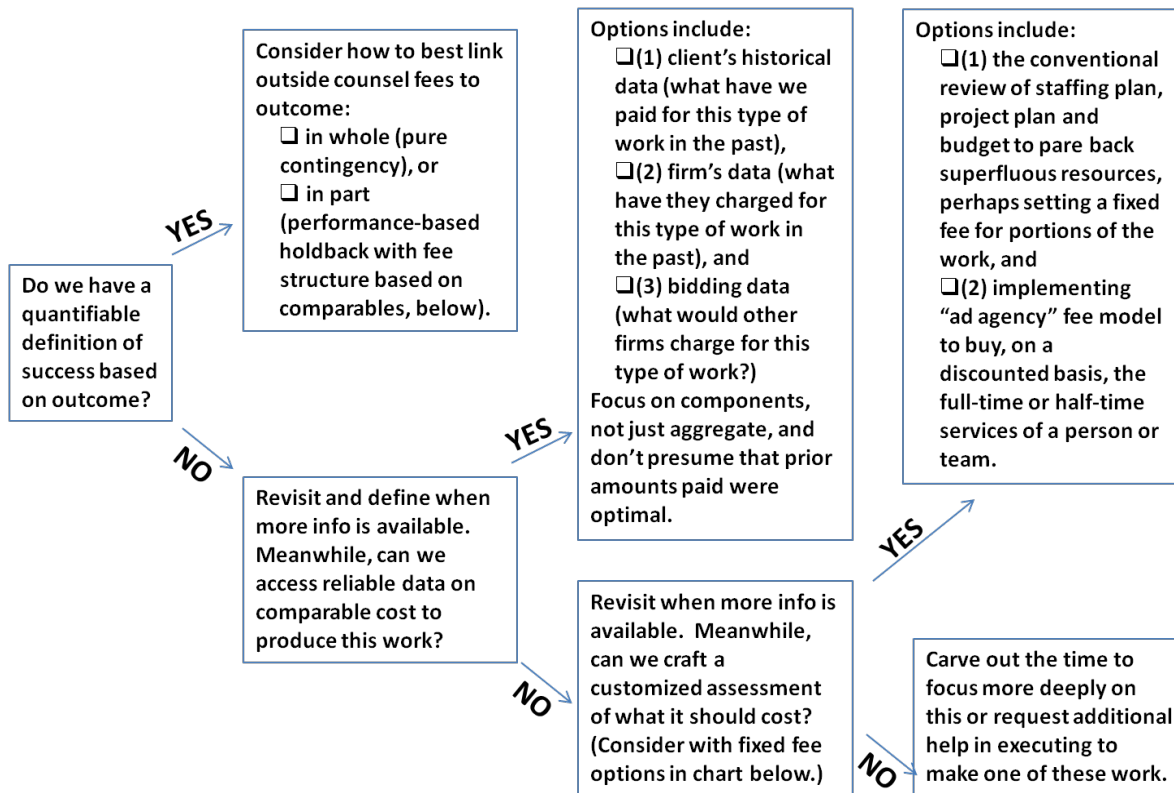 Do we have a
quantifiable
definition of
success based
on outcome?
YES
Consider how to best link
outside counsel fees to
outcome:
❑ in whole (pure
contingency), or
❑ in part
(performance-based
holdback with fee
structure based on
comparables, below).
NO
Revisit and define when
more info is available.
Meanwhile, can we
access reliable data on
comparable cost to
produce this work?
YES
Options include:
❑(1) client’s historical
data (what have we
paid for this type of
work in the past),
❑(2) firm’s data (what
have they charged for
this type of work in
the past), and
❑(3) bidding data
(what would other
firms charge for this
type of work?)
Focus on components,
not just aggregate, and
don’t presume that prior
amounts paid were
optimal.
NO
Revisit when more info is
available.  Meanwhile,
can we craft a
customized assessment
of what it should cost?
(Consider with fixed fee
options in chart below.)
YES
Options include:
❑(1) the conventional
review of staffing plan,
project plan and
budget to pare back
superfluous resources,
perhaps setting a fixed
fee for portions of the
work, and
❑(2) implementing
“ad agency” fee model
to buy, on a
discounted basis, the
full-time or half-time
services of a person or
team.
NO
Carve out the time to
focus more deeply on
this or request additional
help in executing to
make one of these work.